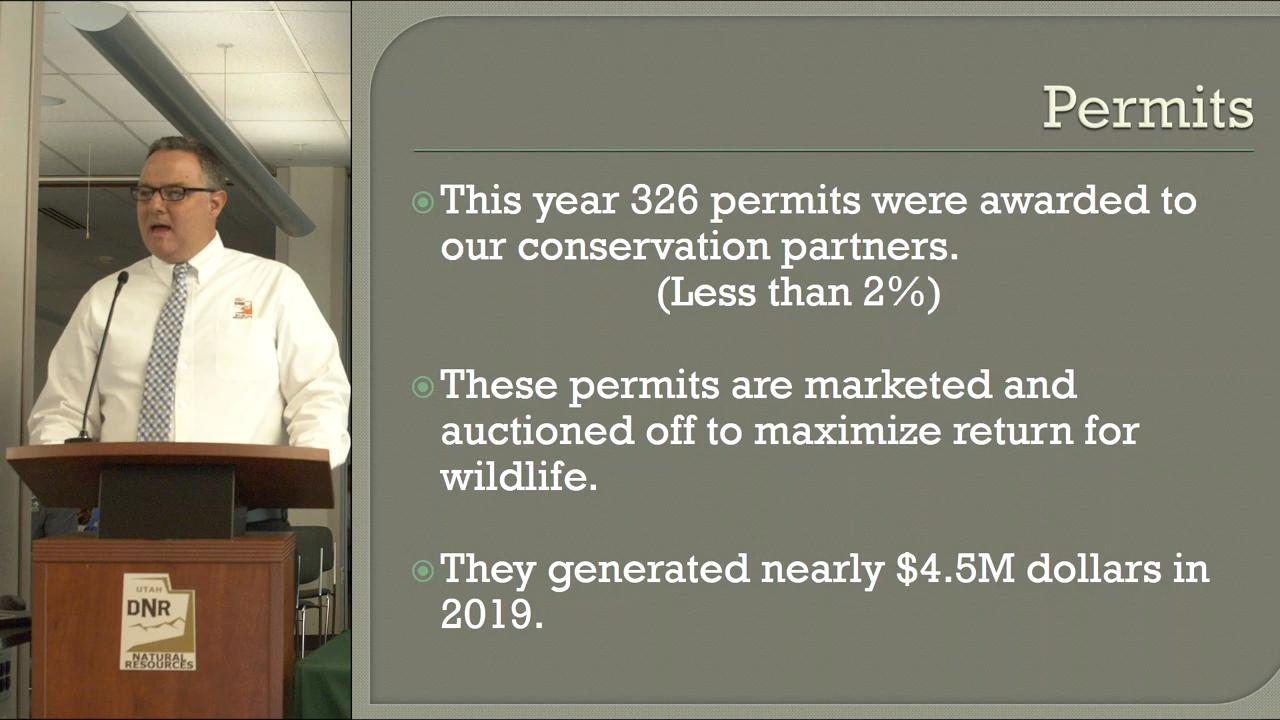 Permits
This year 326 permits were awarded to
our conservation partners.
(Less than 2%)
These permits are marketed and
auctioned off to maximize return for
wildlife.
They generated nearly $4.5M dollars in
2019.
DNR
UTAH
DNR
NATURAL
RESOURCES